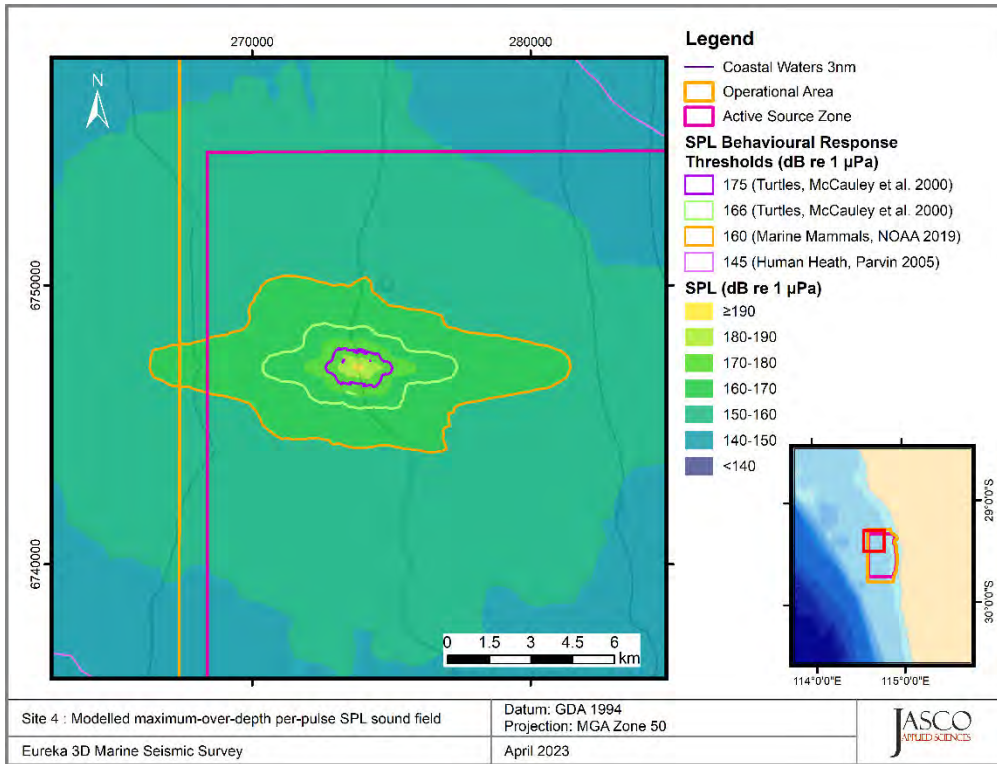 270000
280000
6750000
6740000
N
0 1.5 3 4.5 6
km
Legend
Coastal Waters 3nm
Operational Area
Active Source Zone
SPL Behavioural Response
Thresholds (dB re 1 µPa)
175 (Turtles, McCauley et al. 2000)
166 (Turtles, McCauley et al. 2000)
160 (Marine Mammals, NOAA 2019)
145 (Human Heath, Parvin 2005)
SPL (dB re 1 µPa)
≥190
180-190
170-180
160-170
150-160
140-150
<140
29°0'0"S
30°0'0"S
114°0'0"E 115°0'0"E
Site 4 : Modelled maximum-over-depth per-pulse SPL sound field
Datum: GDA 1994
Projection: MGA Zone 50
Eureka 3D Marine Seismic Survey
April 2023
JASCO
APPLIED SCIENCES